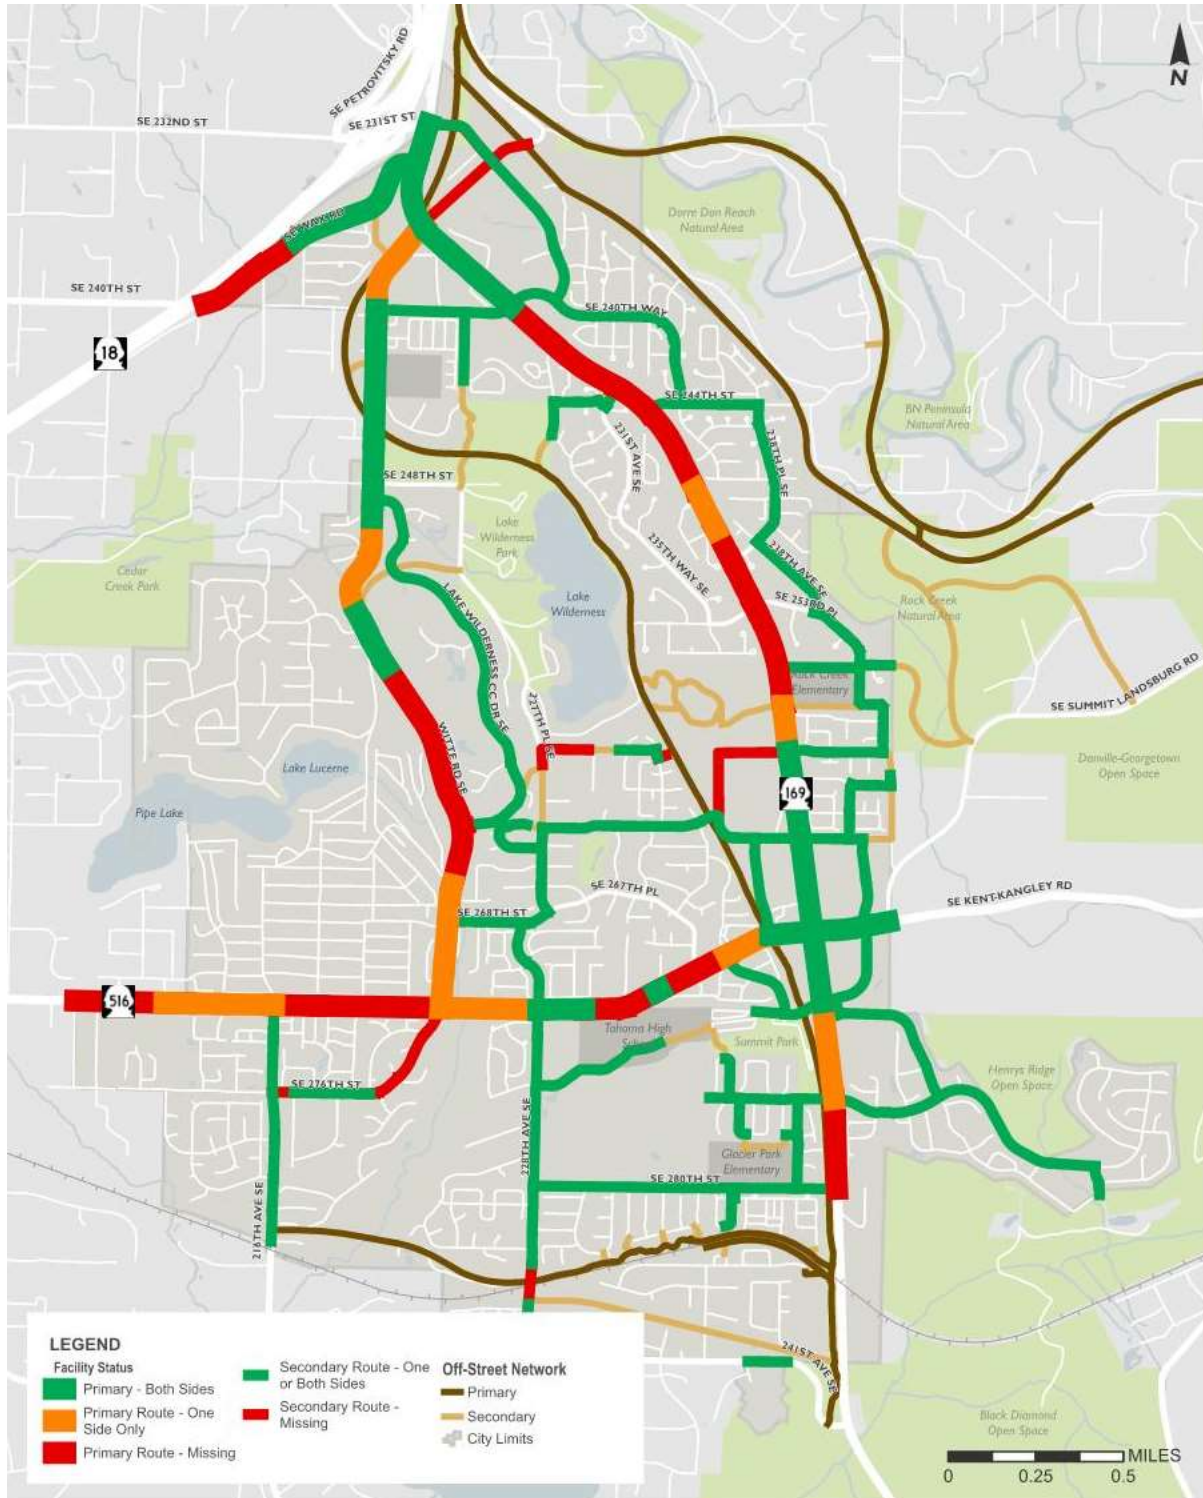 SE PETROVITSKY RD
N
SE 232ND ST
SE 231ST ST
Dorre Don Reach
Natural Area
SE WAX RD
SE 240TH ST
SE 240TH WAY
18
SE 244TH ST
BN Peninsula
Natural Area
231ST AVE SE
238TH PL SE
SE 248TH ST
Lake
Wilderness
Park
235TH WAY SE
238TH AVE SE
Cedar
Creek Park
Lake
Wilderness
SE 253RD PL
Rock Creek
Natural Area
LAKE WILDERNESS CC DR SE
Rock Creek
Elementary
SE SUMMIT LANDSBURG RD
227TH PL SE
WITTE RD SE
Lake Lucerne
Danville-Georgetown
Open Space
169
Pipe Lake
SE 267TH PL
SE KENT-KANGLEY RD
SE 268TH ST
516
Tahoma High
School
Summit Park
SE 276TH ST
Henrys Ridge
Open Space
228TH AVE SE
Glacier Park
Elementary
SE 280TH ST
216TH AVE SE
241ST AVE SE
Black Diamond
Open Space
LEGEND
Facility Status
Primary - Both Sides
Primary Route - One
Side Only
Primary Route - Missing
Secondary Route - One
or Both Sides
Secondary Route -
Missing
Off-Street Network
Primary
Secondary
City Limits
MILES
0 0.25 0.5